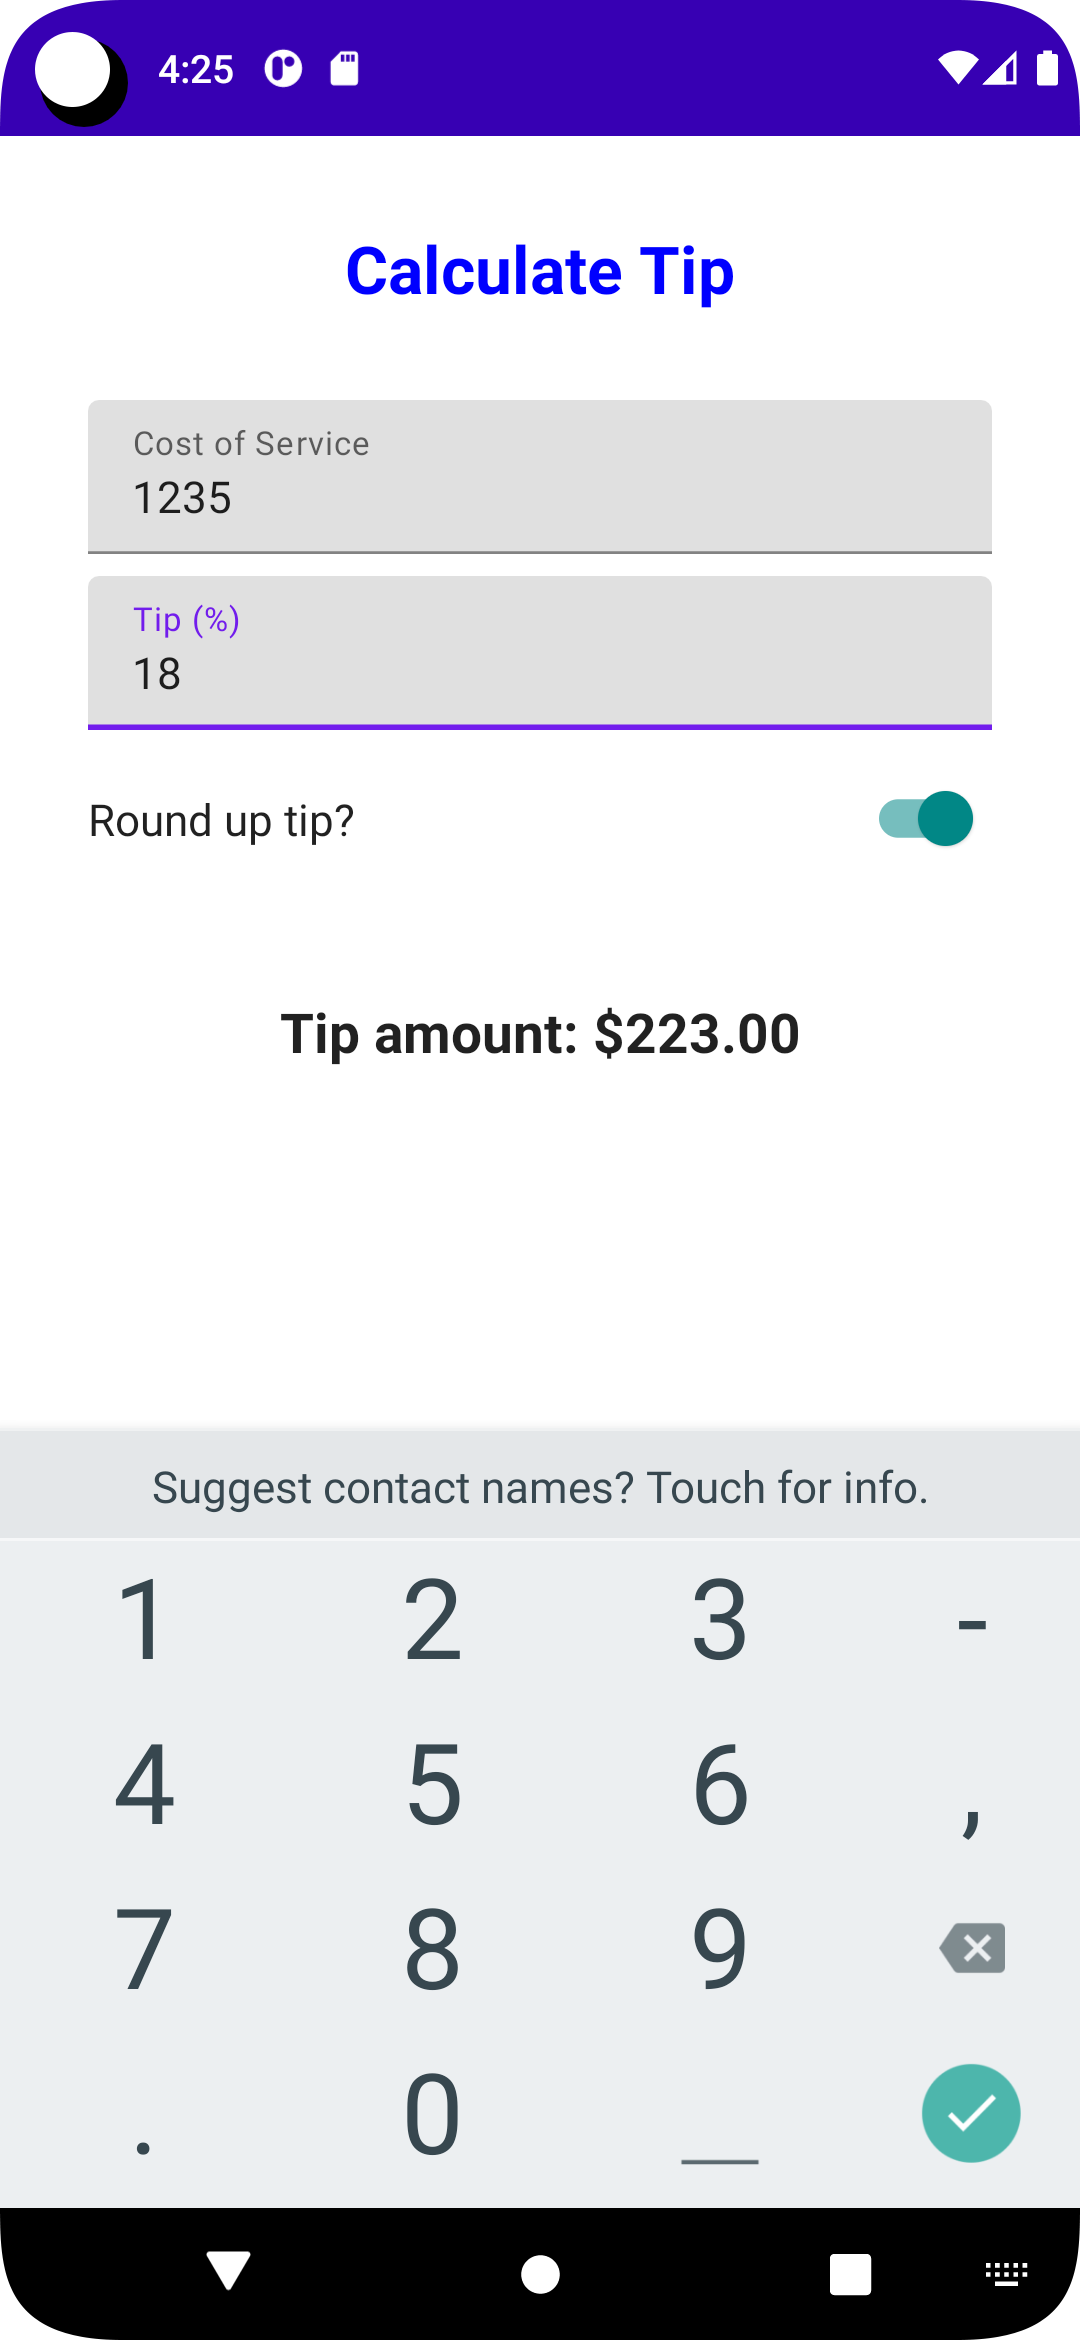 4:25
Calculate Tip
Cost of Service
1235
Tip (%)
18
Round up tip?
Tip amount: $223.00
Suggest contact names? Touch for info.
1 2 3 -
4 5 6 ,
7 8 9
. 0 _